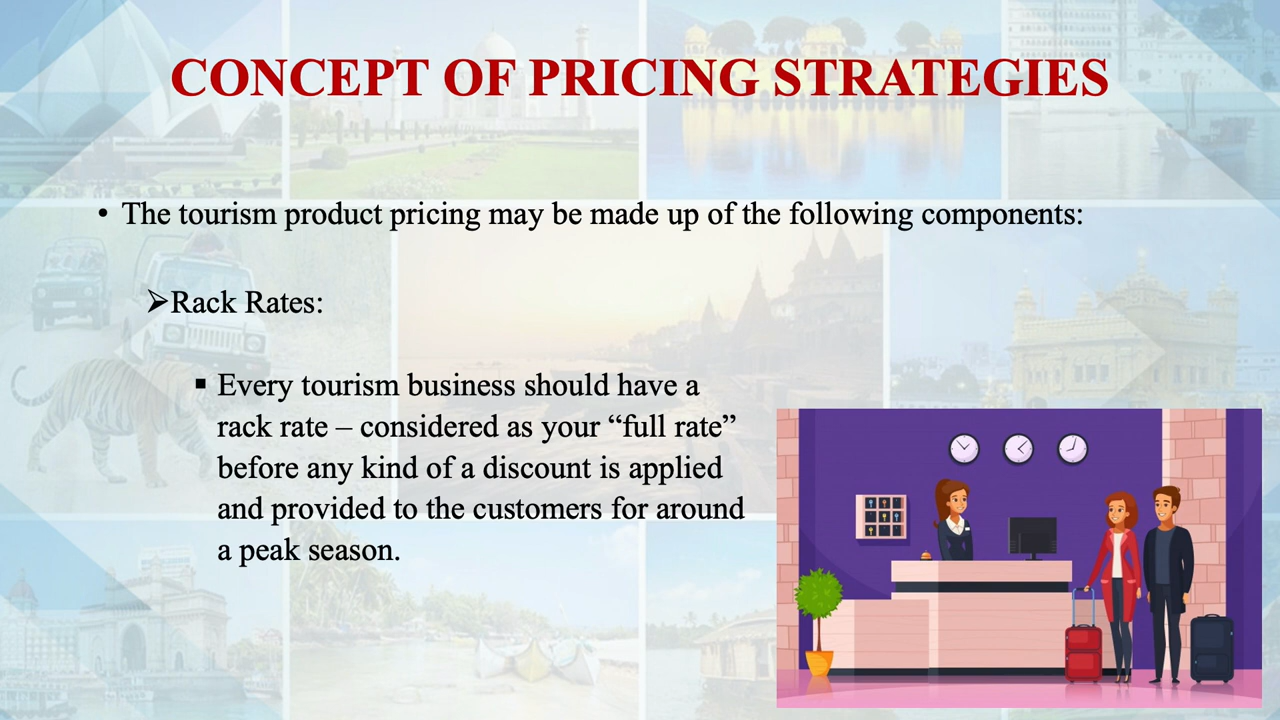 CONCEPT OF PRICING STRATEGIES
• The tourism product pricing may be made up of the following components:
➢Rack Rates:
▪ Every tourism business should have a
rack rate – considered as your “full rate”
before any kind of a discount is applied
and provided to the customers for around
a peak season.